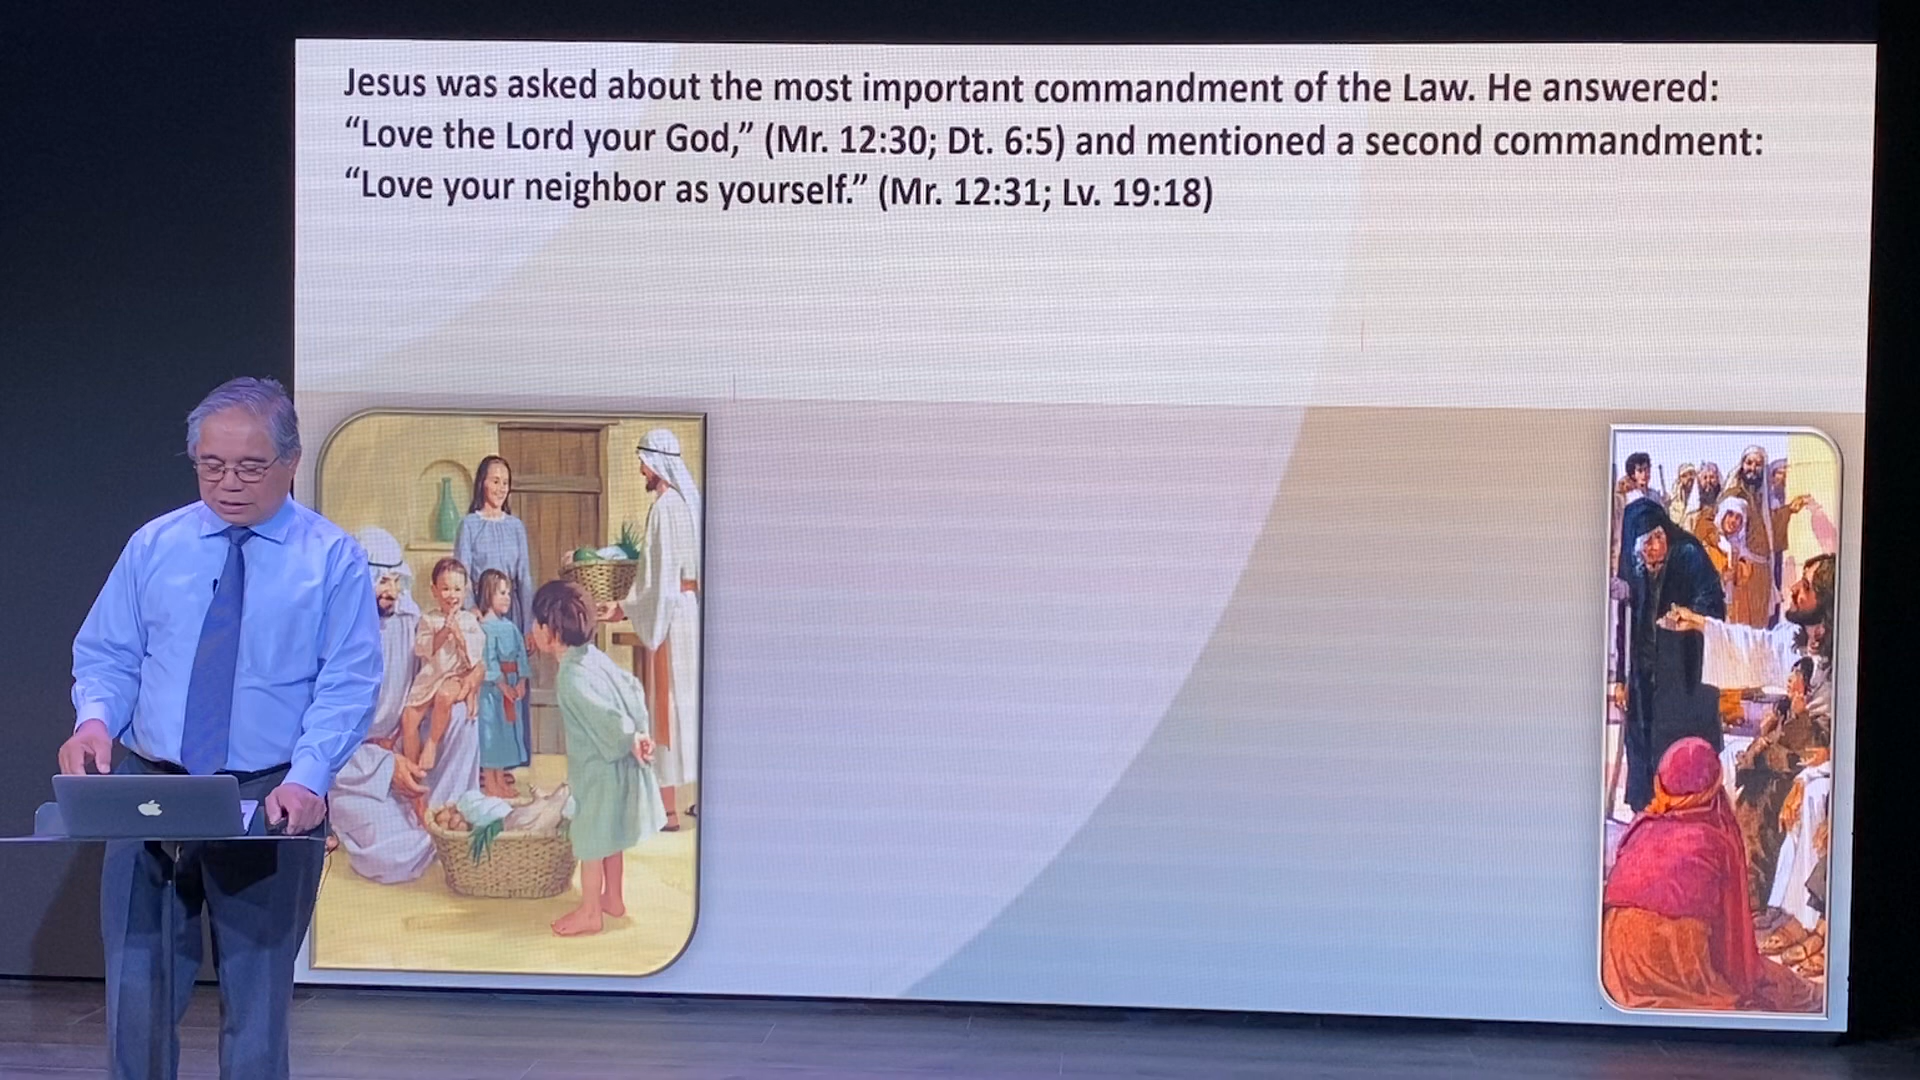 Jesus was asked about the most important commandment of the Law. He answered:
“Love the Lord your God,” (Mr. 12:30; Dt. 6:5) and mentioned a second commandment:
“Love your neighbor as yourself.” (Mr. 12:31; Lv. 19:18)